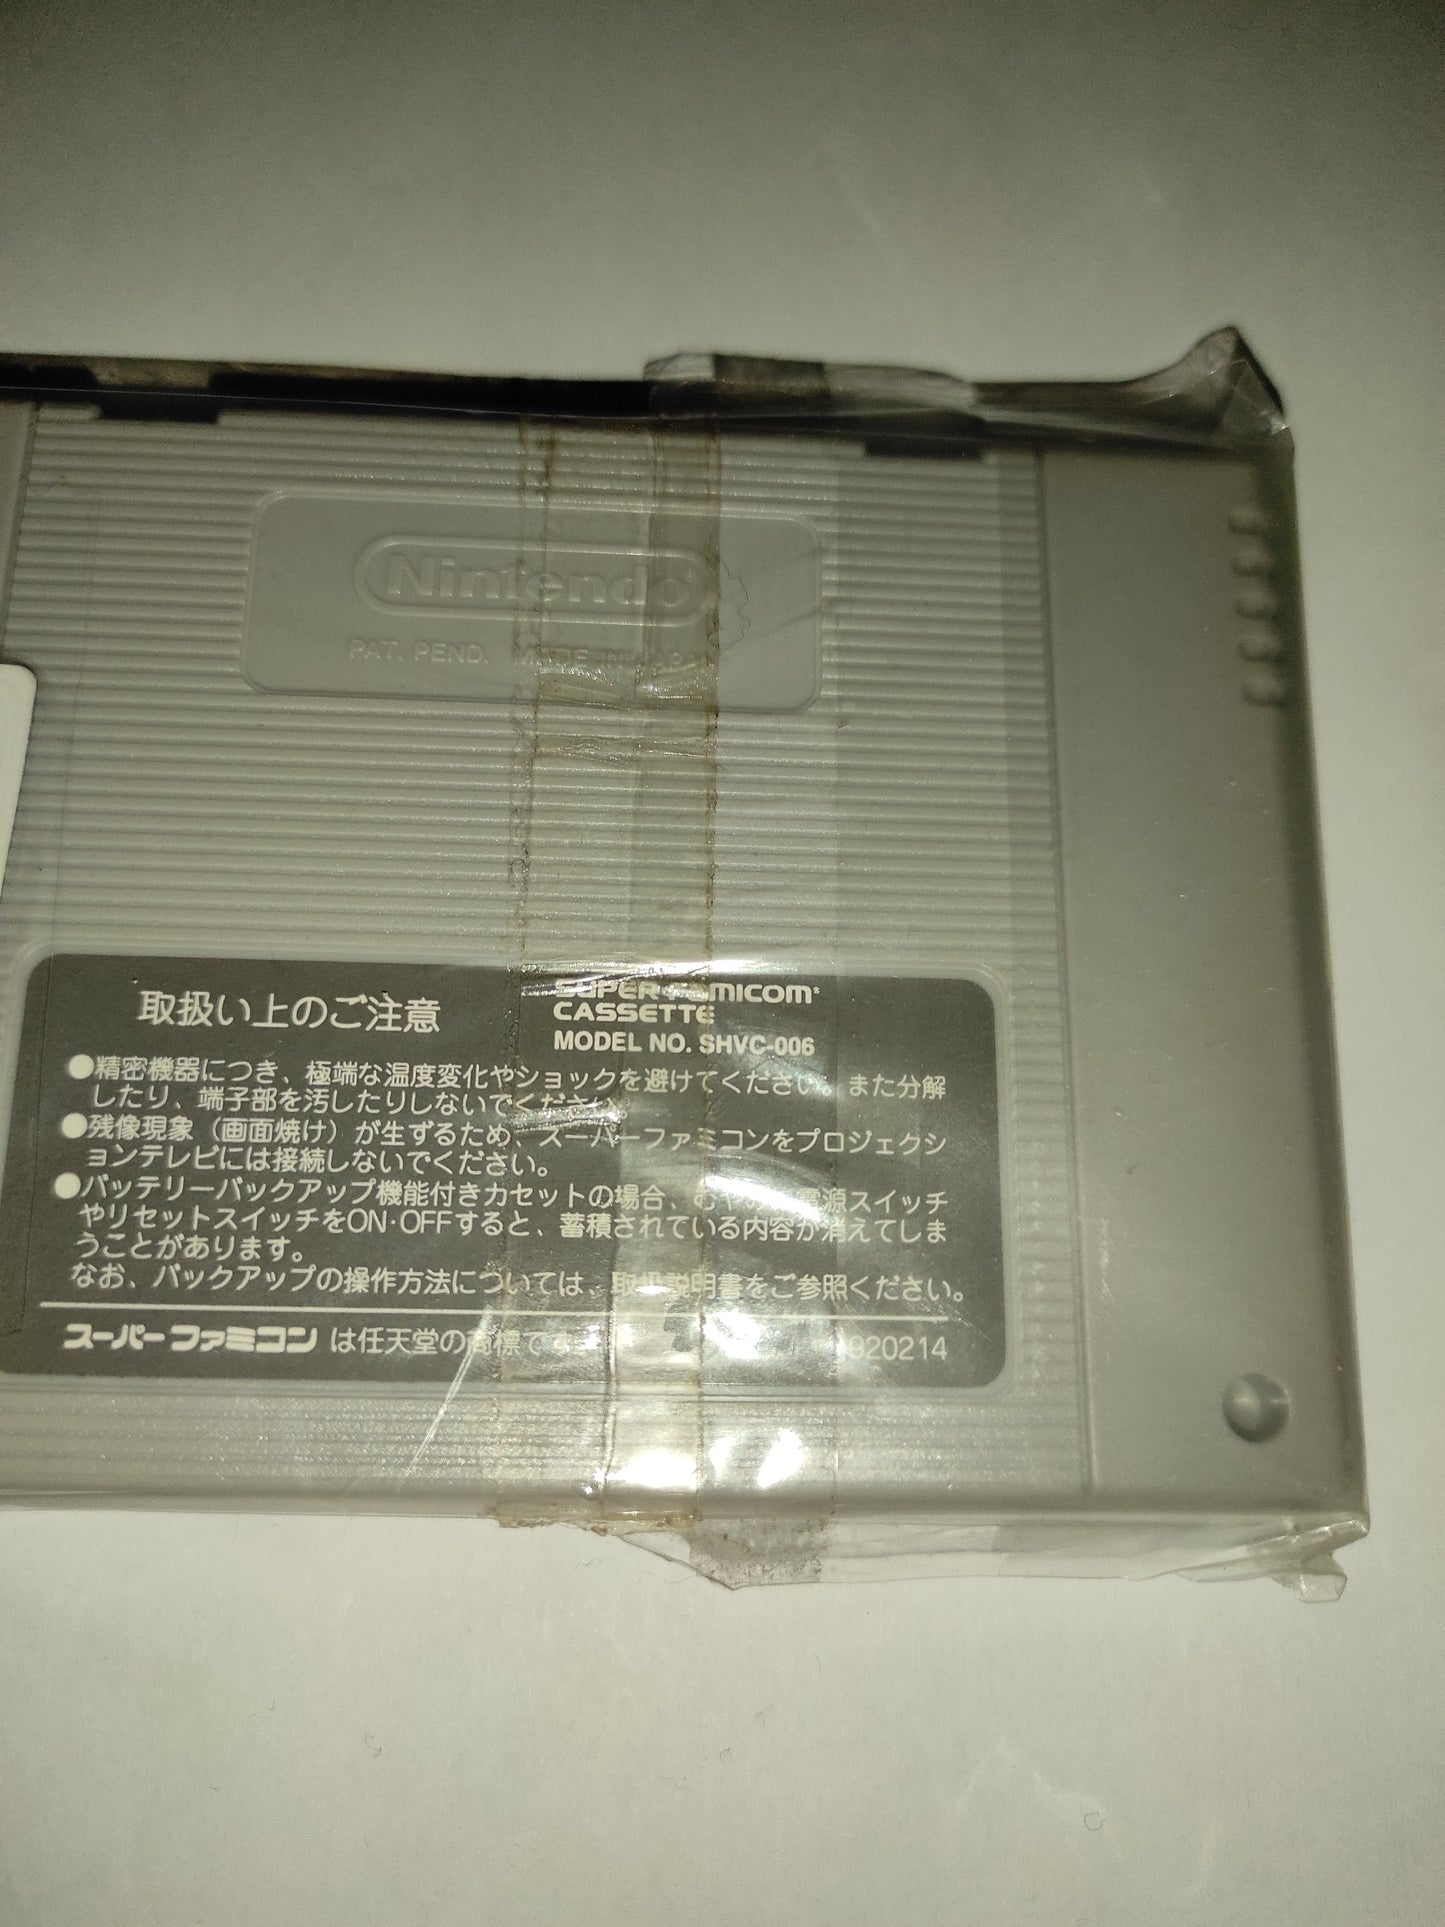 Nintendo
PAT. PEND. MADE IN JAPAN
取扱い上のご注意
SUPER FAMICOM
CASSETTE
MODEL NO. SHVC-006
●精密機器につき、極端な温度変化やショックを避けてください。また分解
したり、端子部を汚したりしないでください。
●残像現象（画面焼け）が生ずるため、スーパーファミコンをプロジェクシ
ョンテレビには接続しないでください。
●バッテリーバックアップ機能付きカセットの場合、むやみに電源スイッチ
やリセットスイッチをON·OFFすると、蓄積されている内容が消えてしま
うことがあります。
なお、バックアップの操作方法については、取扱説明書をご参照ください。
スーパーファミコン は任天堂の商標です
920214